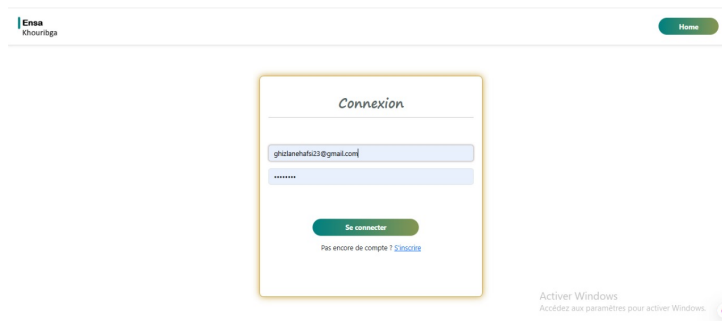 Ensa
Khouribga
Home
Connexion
ghizlanehafsi23@gmail.com
••••••••
Se connecter
Pas encore de compte ? S'inscrire
Activer Windows
Accédez aux paramètres pour activer Windows.